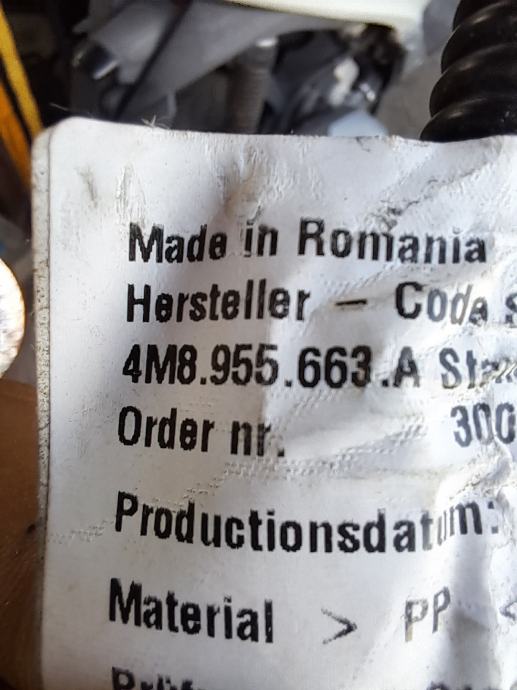 Made in Romania
Hersteller - Code
4M8.955.663.A
Order nr. 300
Productionsdatum:
Material > PP <